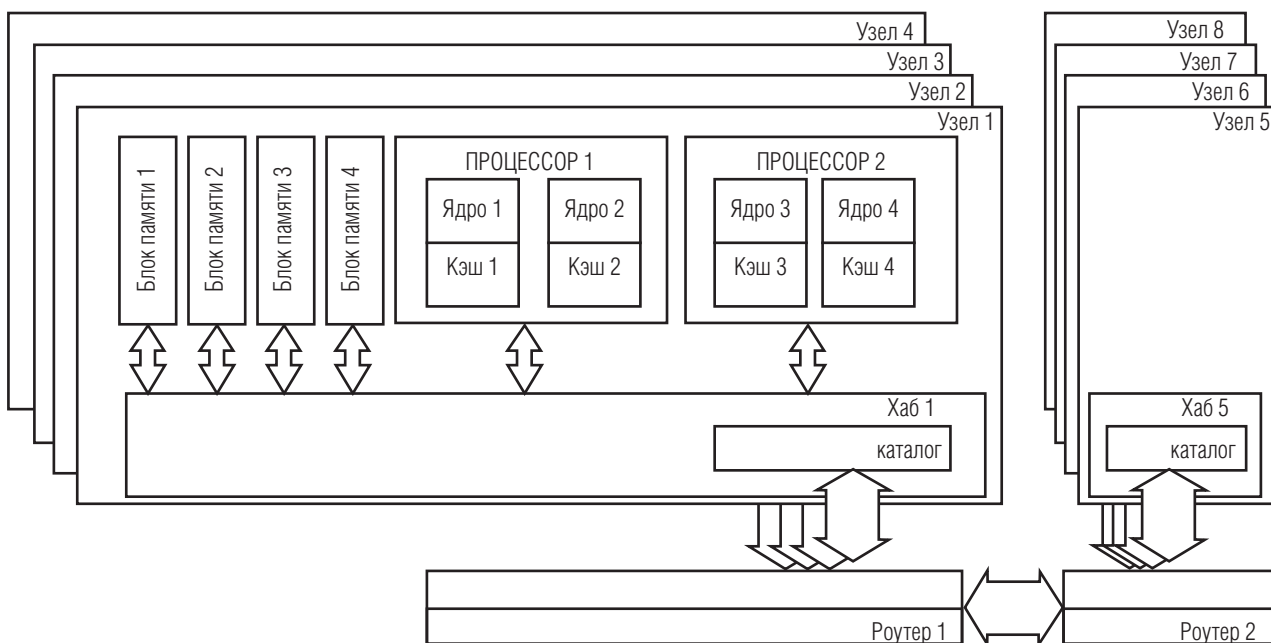 Узел 4
Узел 8
Узел 3
Узел 7
Узел 2
Узел 6
Узел 1
Узел 5
Блок памяти 1
Блок памяти 2
Блок памяти 3
Блок памяти 4
ПРОЦЕССОР 1
ПРОЦЕССОР 2
Ядро 1
Ядро 2
Ядро 3
Ядро 4
Кэш 1
Кэш 2
Кэш 3
Кэш 4
Хаб 1
Хаб 5
каталог
каталог
Роутер 1
Роутер 2